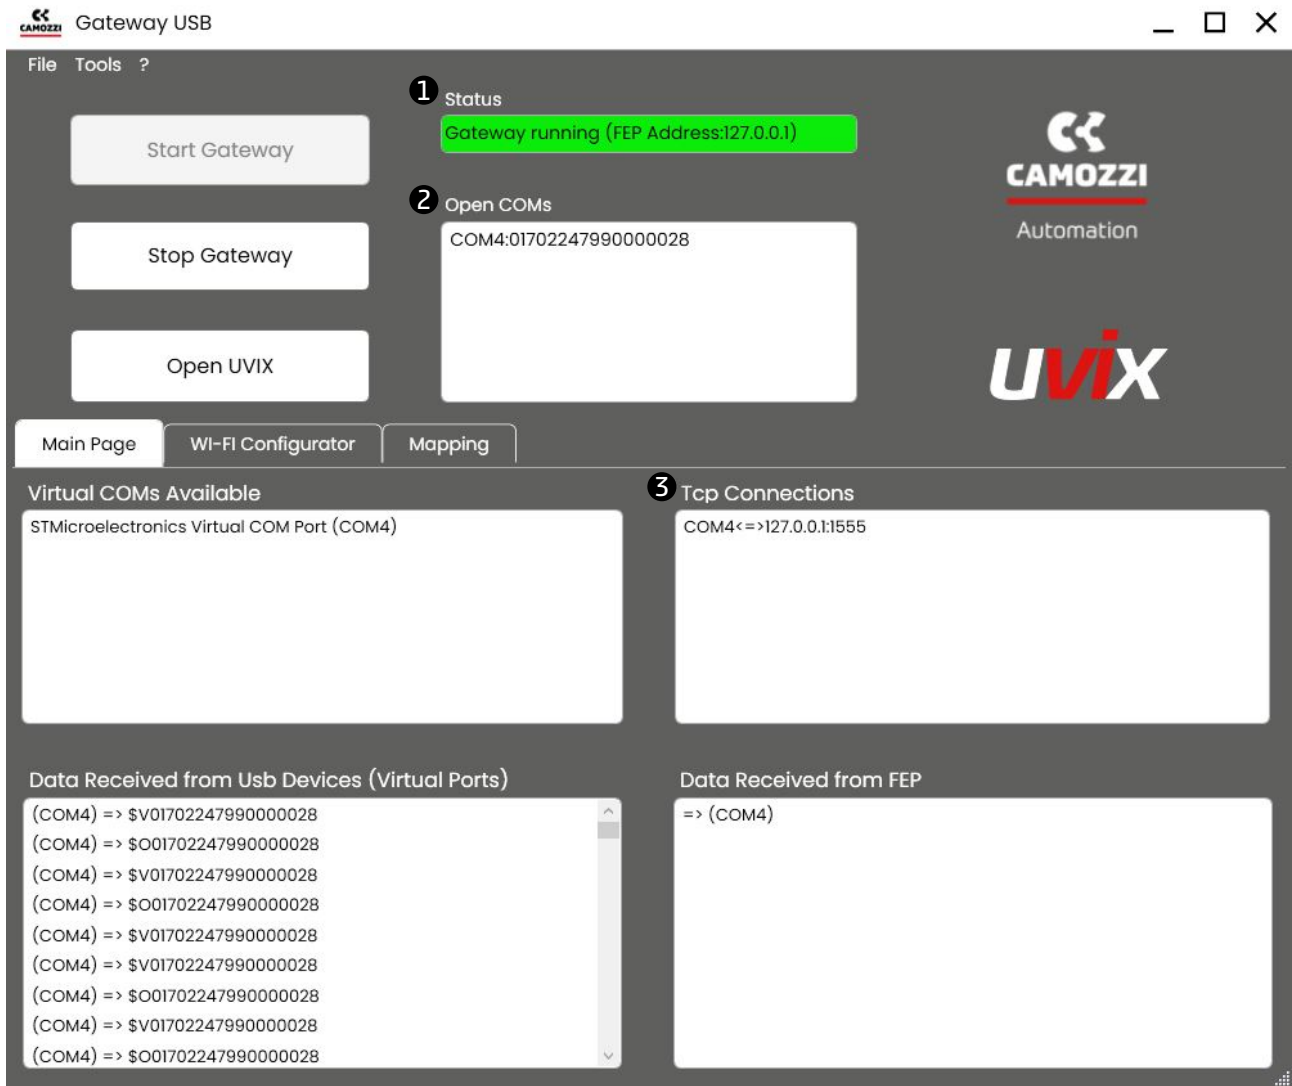 CAMOZZI Gateway USB
File Tools ?
1 Status
Gateway running (FEP Address:127.0.0.1)
Start Gateway
2 Open COMs
COM4:01702247990000028
Stop Gateway
Open UVIX
CAMOZZI
Automation
uvix
Main Page WI-FI Configurator Mapping
Virtual COMs Available
STMicroelectronics Virtual COM Port (COM4)
3 Tcp Connections
COM4<=>127.0.0.1:1555
Data Received from Usb Devices (Virtual Ports)
(COM4) => $V01702247990000028
(COM4) => $O01702247990000028
(COM4) => $V01702247990000028
(COM4) => $O01702247990000028
(COM4) => $V01702247990000028
(COM4) => $V01702247990000028
(COM4) => $O01702247990000028
(COM4) => $V01702247990000028
(COM4) => $O01702247990000028
Data Received from FEP
=> (COM4)